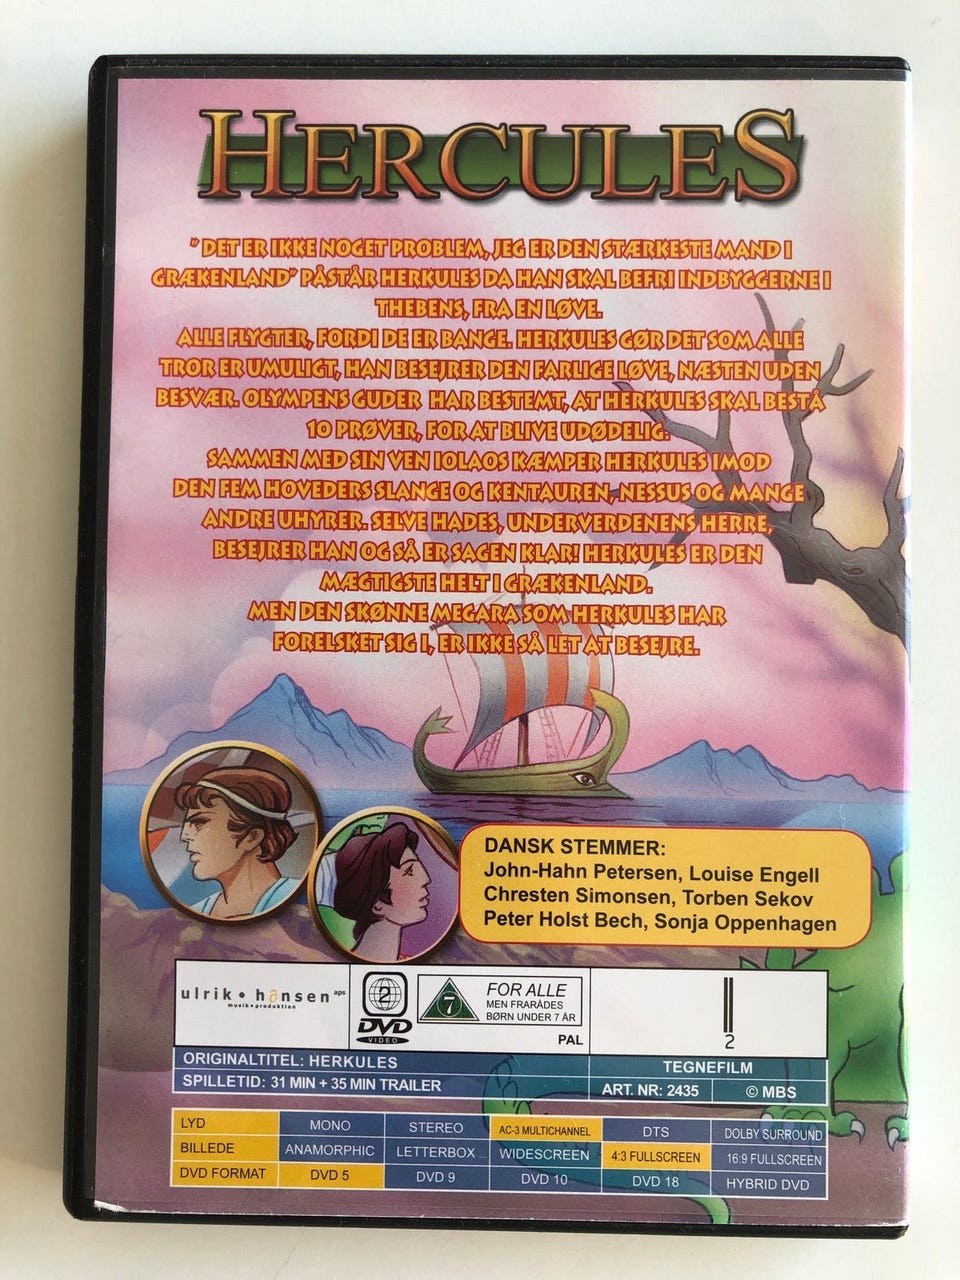 HERCULES
"DET ER IKKE NOGET PROBLEM, JEG ER DEN STÆRKESTE MAND I
GRÆKENLAND" PÅSTÅR HERKULES DA HAN SKAL BEFRI INDBYGGERNE I
THEBENS, FRA EN LØVE.
ALLE FLYGTER, FORDI DE ER BANGE. HERKULES GØR DET SOM ALLE
TROR ER UMULIGT, HAN BESEJRER DEN FARLIGE LØVE, NÆSTEN UDEN
BESVÆR. OLYMPENS GUDER HAR BESTEMT, AT HERKULES SKAL BESTÅ
10 PRØVER, FOR AT BLIVE UDØDELIG.
SAMMEN MED SIN VEN IOLAOS KÆMPER HERKULES IMOD
DEN FEM HOVEDERS SLANGE OG KENTAUREN, NESSUS OG MANGE
ANDRE UHYRER. SELVE HADES, UNDERVERDENENS HERRE,
BESEJRER HAN OG SÅ ER SAGEN KLAR! HERKULES ER DEN
MÆGTIGSTE HELT I GRÆKENLAND.
MEN DEN SKØNNE MEGARA SOM HERKULES HAR
FORELSKET SIG I, ER IKKE SÅ LET AT BESEJRE.
DANSK STEMMER:
John-Hahn Petersen, Louise Engell
Chresten Simonsen, Torben Sekov
Peter Holst Bech, Sonja Oppenhagen
ulrik • hansen aps
musik•produktion
2
DVD
VIDEO
7
FOR ALLE
MEN FRARÅDES
BØRN UNDER 7 ÅR
PAL
2
ORIGINALTITEL: HERKULES
TEGNEFILM
SPILLETID: 31 MIN + 35 MIN TRAILER
ART. NR: 2435
© MBS
LYD MONO STEREO AC-3 MULTICHANNEL DTS DOLBY SURROUND
BILLEDE ANAMORPHIC LETTERBOX WIDESCREEN 4:3 FULLSCREEN 16:9 FULLSCREEN
DVD FORMAT DVD 5 DVD 9 DVD 10 DVD 18 HYBRID DVD